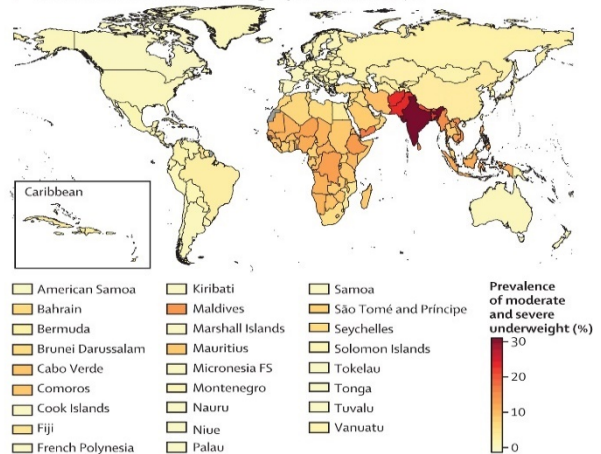 Caribbean
American Samoa
Bahrain
Bermuda
Brunei Darussalam
Cabo Verde
Comoros
Cook Islands
Fiji
French Polynesia
Kiribati
Maldives
Marshall Islands
Mauritius
Micronesia FS
Montenegro
Nauru
Niue
Palau
Samoa
São Tomé and Príncipe
Seychelles
Solomon Islands
Tokelau
Tonga
Tuvalu
Vanuatu
Prevalence
of moderate
and severe
underweight (%)
30
20
10
0